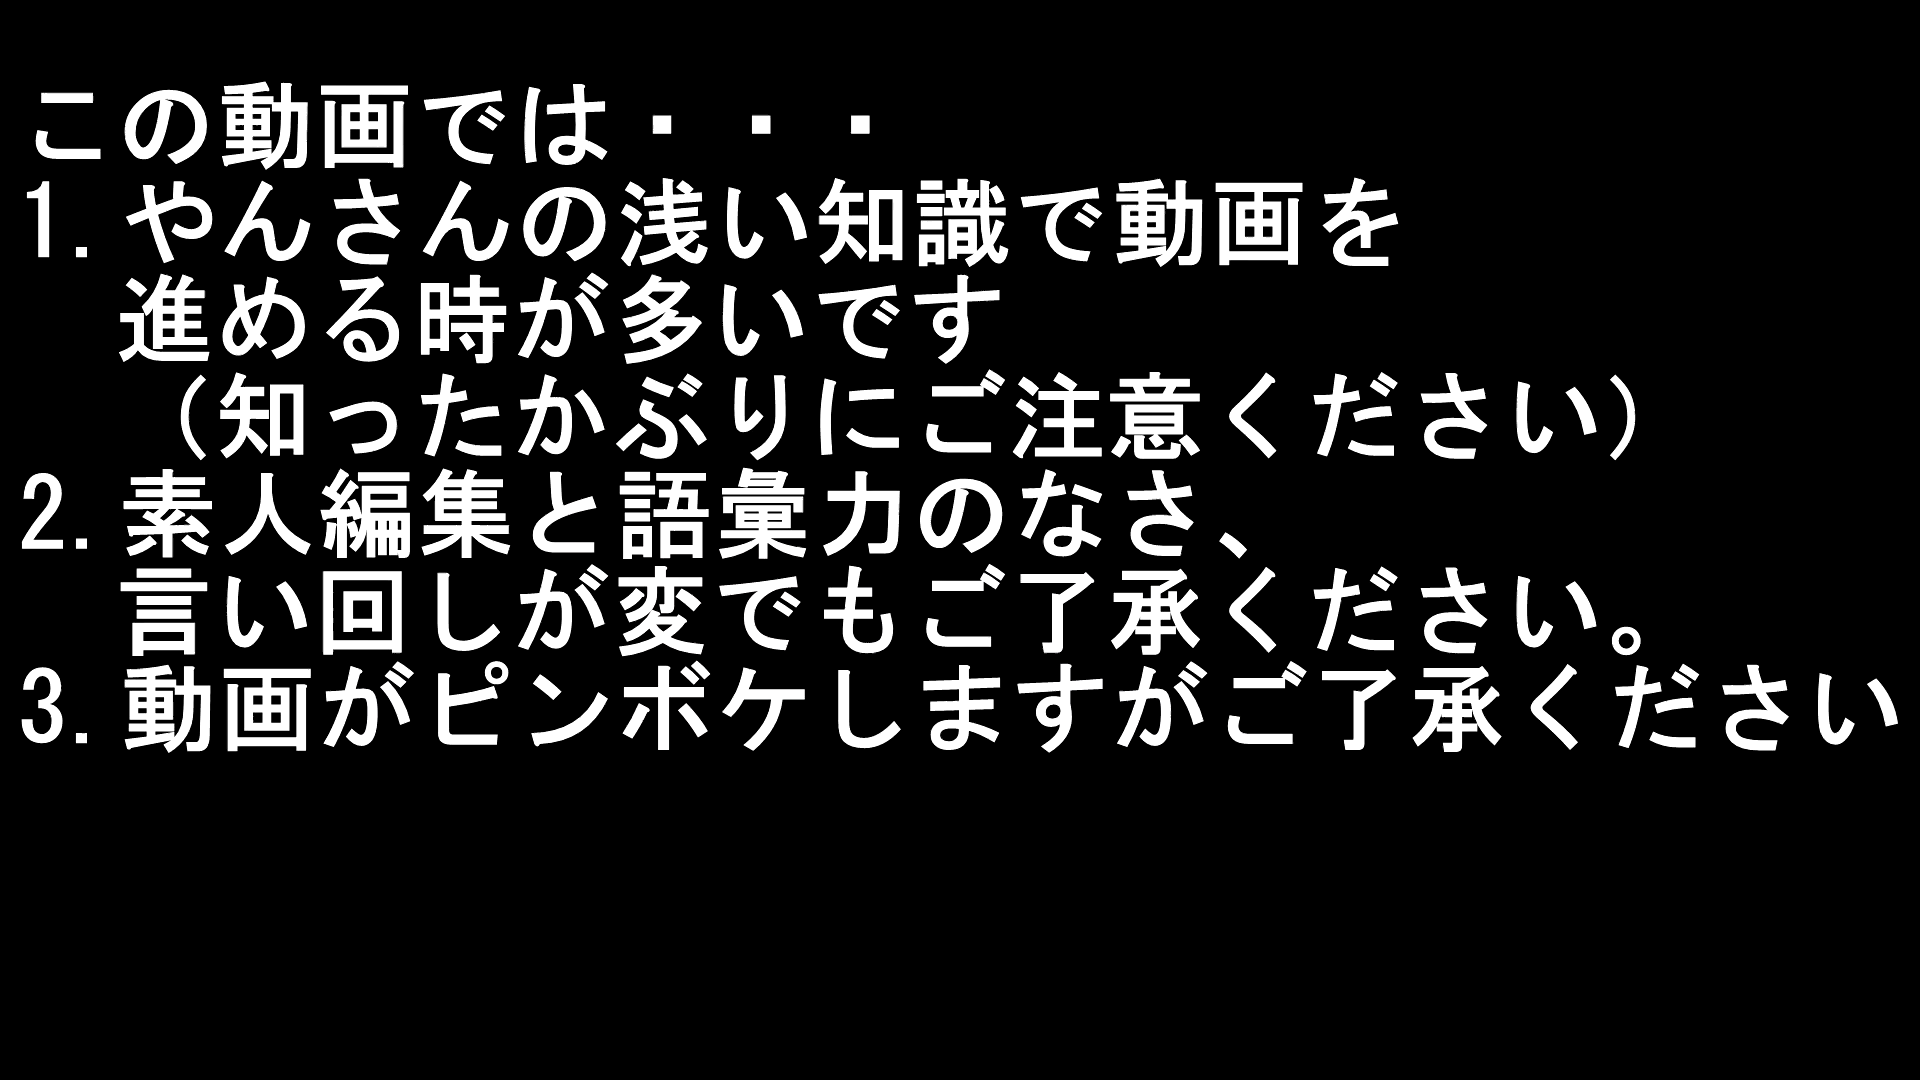 この動画では・・・
1.やんさんの浅い知識で動画を
進める時が多いです
（知ったかぶりにご注意ください）
2.素人編集と語彙力のなさ、
言い回しが変でもご了承ください。
3.動画がピンボケしますがご了承ください